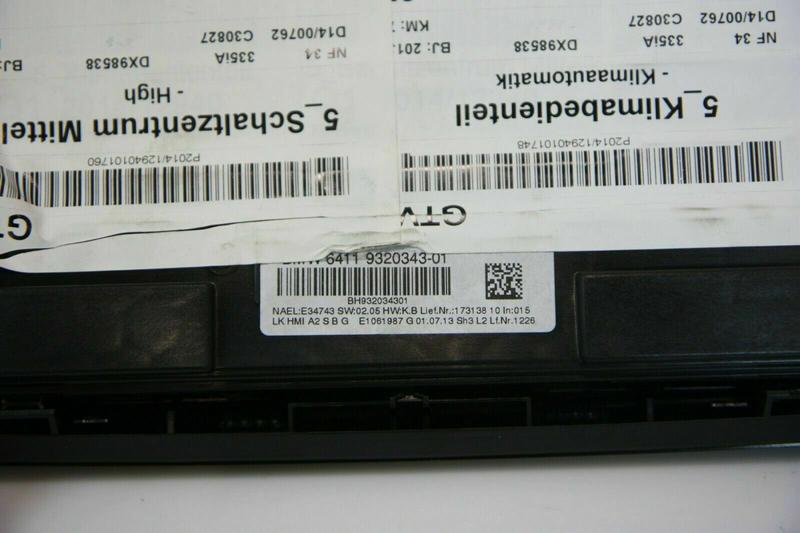 D14/00762 C30827
NF 34 335iA DX98538 BJ:
5_Schaltzentrum Mittel
- High
P2014/12940101760
D14/00762 C30827 KM:
NF 34 335iA DX98538 BJ: 201
5_Klimabedienteil
- Klimaautomatik
P2014/12940101748
GTV
6411 9320343-01
BH932034301
NAEL:E34743 SW:02.05 HW:K.B Lief.Nr.:173138 10 In:015
LK HMI A2 S B G E1061987 G 01.07.13 Sh3 L2 Lf.Nr.1226